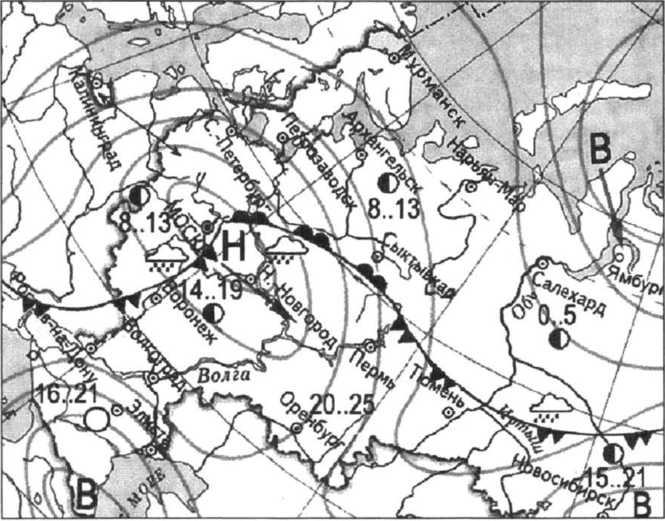 Мурманск
Калининград
С.-Петербург
Петрозаводск
Архангельск
Нарьян-Мар
В
8..13
8..13
МОСКВА
Н
Сыктывкар
Салехард
Ямбург
Обь
0..5
14..19
Н. Новгород
Воронеж
Ростов-на-Дону
Волгоград
Волга
Пермь
Тюмень
Иртыш
16..21
Элиста
Оренбург
20..25
Новосибирск
15..21
МОРЕ
В
В